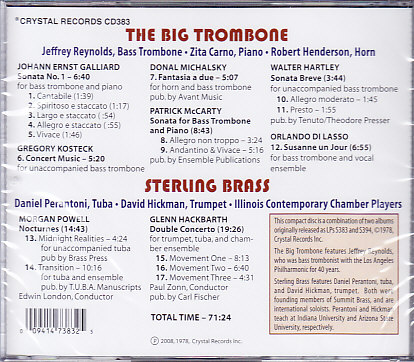 ®CRYSTAL RECORDS CD383
THE BIG TROMBONE
Jeffrey Reynolds, Bass Trombone • Zita Carno, Piano • Robert Henderson, Horn
JOHANN ERNST GALLIARD
Sonata No. 1 – 6:40
for bass trombone and piano
1. Cantabile (1:39)
2. Spiritoso e staccato (1:17)
3. Largo e staccato (:54)
4. Allegro e staccato (:55)
5. Vivace (1:46)
GREGORY KOSTECK
6. Concert Music – 5:20
for unaccompanied bass trombone
DONAL MICHALSKY
7. Fantasia a due – 5:07
for horn and bass trombone
pub. by Avant Music
PATRICK McCARTY
Sonata for Bass Trombone
and Piano (8:43)
8. Allegro non troppo – 3:24
9. Andantino & Vivace – 5:16
pub. by Ensemble Publications
WALTER HARTLEY
Sonata Breve (3:44)
for unaccompanied bass trombone
10. Allegro moderato – 1:45
11. Presto – 1:55
pub. by Tenuto/Theodore Presser
ORLANDO DI LASSO
12. Susanne un Jour (6:55)
for bass trombone and vocal
ensemble
STERLING BRASS
Daniel Perantoni, Tuba • David Hickman, Trumpet • Illinois Contemporary Chamber Players
MORGAN POWELL
Nocturnes (14:43)
13. Midnight Realities – 4:24
for unaccompanied tuba
pub by Brass Press
14. Transition – 10:16
for tuba and ensemble
pub by T.U.B.A. Manuscripts
Edwin London, Conductor
GLENN HACKBARTH
Double Concerto (19:26)
for trumpet, tuba, and cham-
ber ensemble
15. Movement One – 8:13
16. Movement Two – 6:40
17. Movement Three – 4:31
Paul Zonn, Conductor
pub by Carl Fischer
This compact disc is a combination of two albums
originally released as LPs S383 and S394, ©1978,
Crystal Records Inc.
The Big Trombone features Jeffrey Reynolds,
who was bass trombonist with the Los Angeles
Philharmonic for 40 years.
Sterling Brass features Daniel Perantoni, tuba,
and David Hickman, trumpet. Both were
founding members of Summit Brass, and are
international soloists. Perantoni and Hickman
teach at Indiana University and Arizona State
University, respectively.
TOTAL TIME – 71:24
℗ 2008, 1978, Crystal Records Inc.
0 09414 73832 5